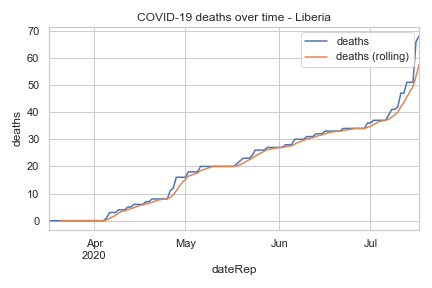 COVID-19 deaths over time - Liberia
deaths
deaths (rolling)
70
60
50
40
30
20
10
0
deaths
Apr
2020
May
Jun
Jul
dateRep